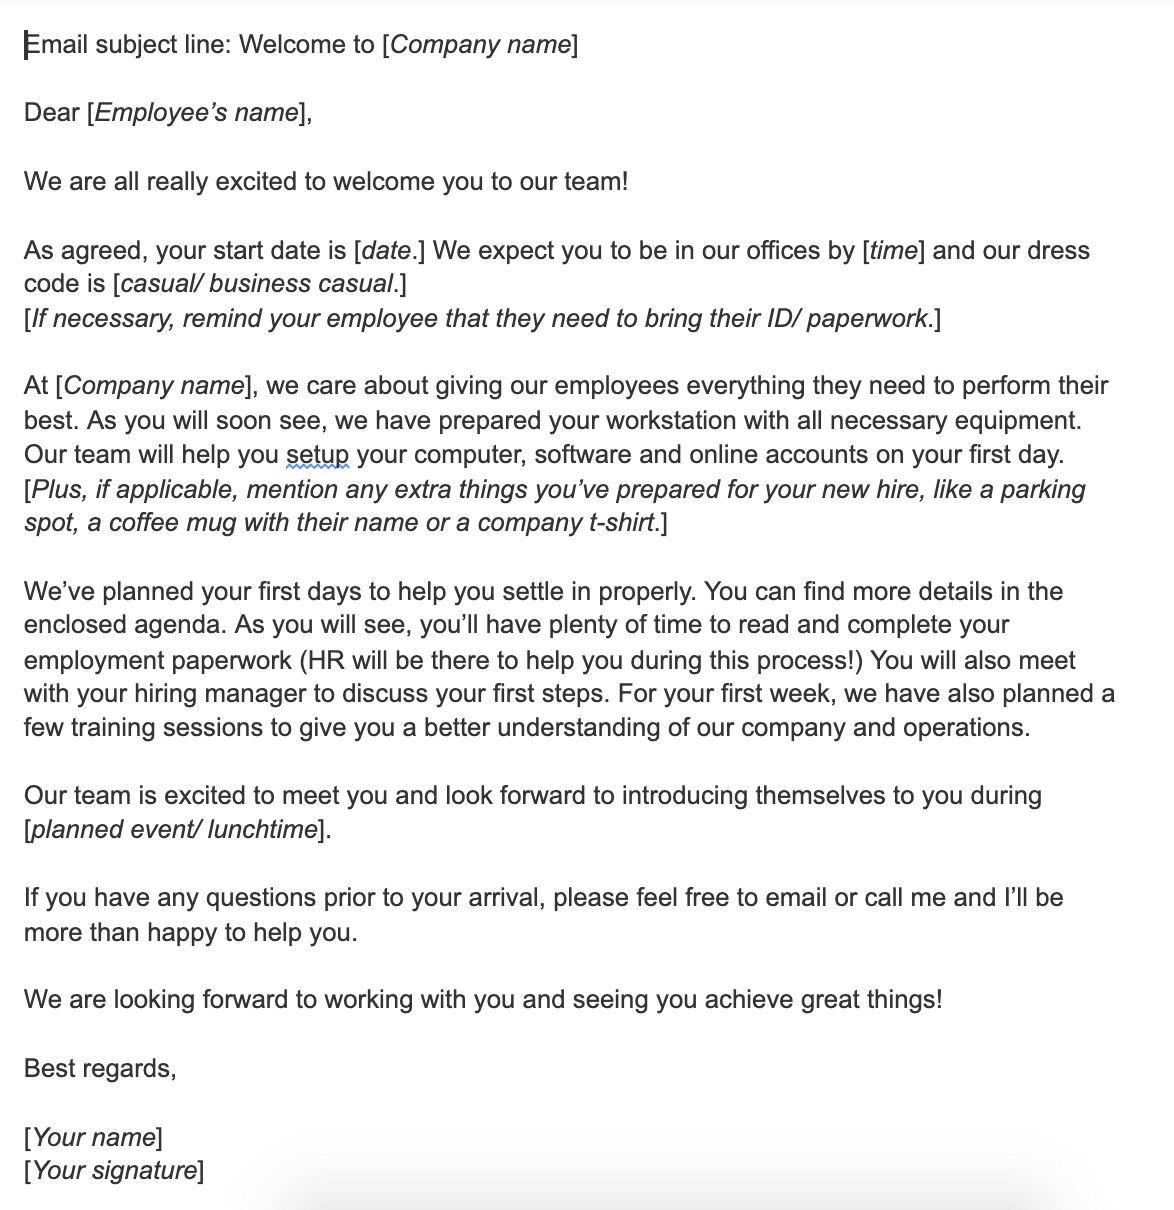 Email subject line: Welcome to [Company name]
Dear [Employee’s name],
We are all really excited to welcome you to our team!
As agreed, your start date is [date.] We expect you to be in our offices by [time] and our dress
code is [casual/ business casual.]
[If necessary, remind your employee that they need to bring their ID/ paperwork.]
At [Company name], we care about giving our employees everything they need to perform their
best. As you will soon see, we have prepared your workstation with all necessary equipment.
Our team will help you setup your computer, software and online accounts on your first day.
[Plus, if applicable, mention any extra things you’ve prepared for your new hire, like a parking
spot, a coffee mug with their name or a company t-shirt.]
We’ve planned your first days to help you settle in properly. You can find more details in the
enclosed agenda. As you will see, you’ll have plenty of time to read and complete your
employment paperwork (HR will be there to help you during this process!) You will also meet
with your hiring manager to discuss your first steps. For your first week, we have also planned a
few training sessions to give you a better understanding of our company and operations.
Our team is excited to meet you and look forward to introducing themselves to you during
[planned event/ lunchtime].
If you have any questions prior to your arrival, please feel free to email or call me and I’ll be
more than happy to help you.
We are looking forward to working with you and seeing you achieve great things!
Best regards,
[Your name]
[Your signature]